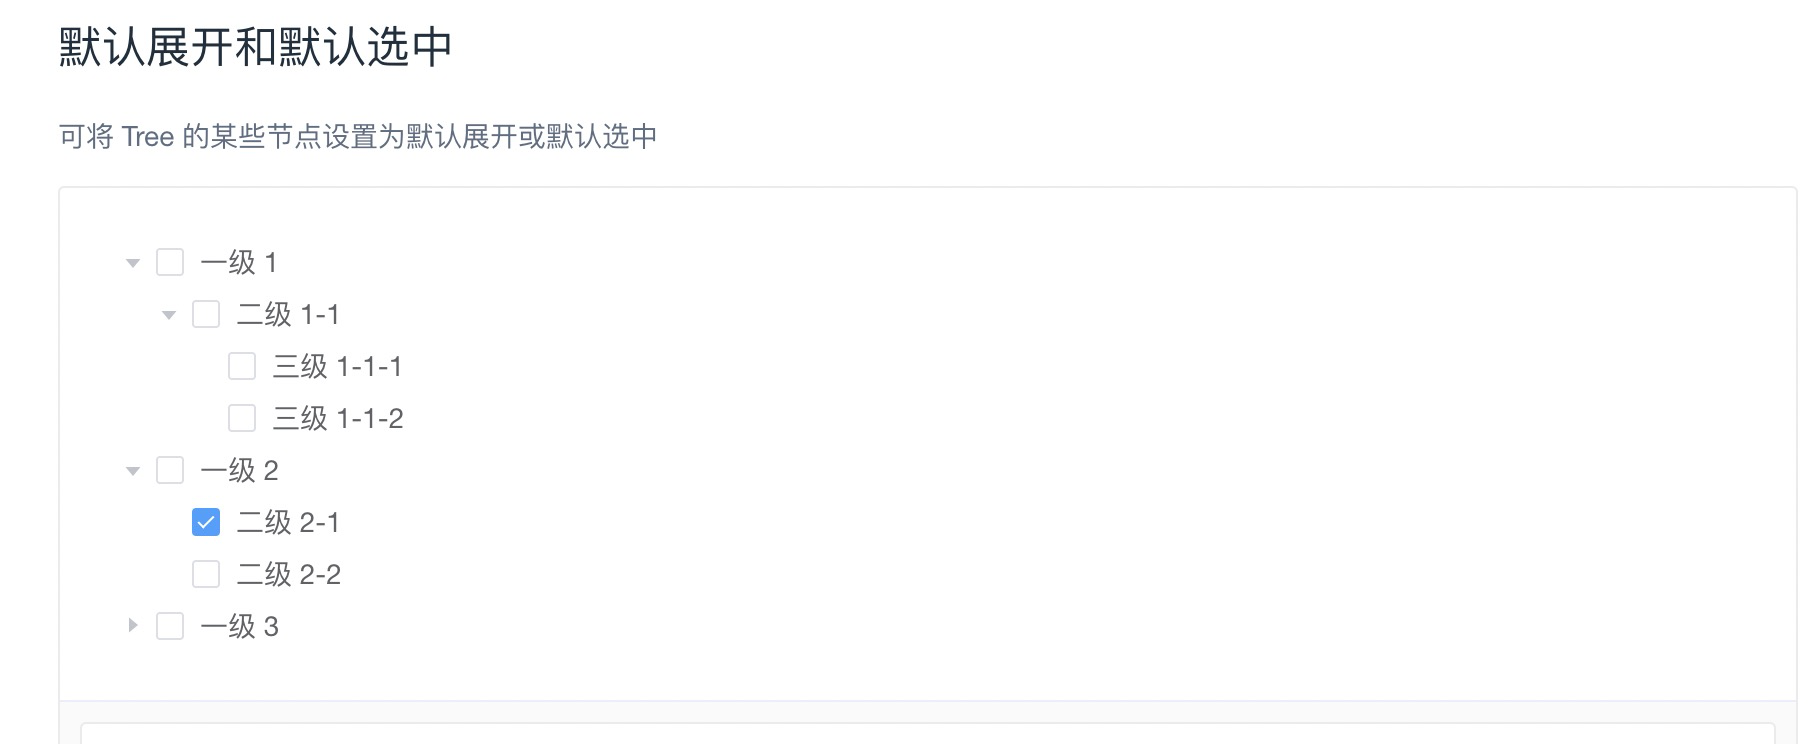 默认展开和默认选中
可将 Tree 的某些节点设置为默认展开或默认选中
一级 1
二级 1-1
三级 1-1-1
三级 1-1-2
一级 2
二级 2-1
二级 2-2
一级 3